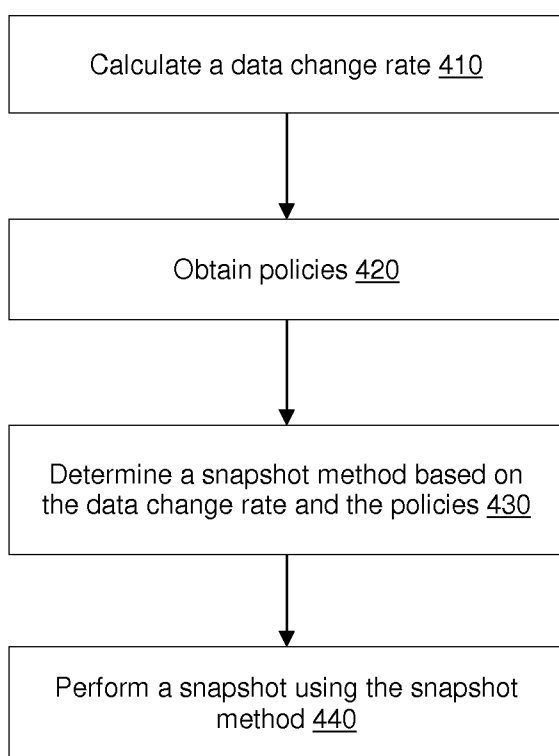 Calculate a data change rate 410
Obtain policies 420
Determine a snapshot method based on
the data change rate and the policies 430
Perform a snapshot using the snapshot
method 440